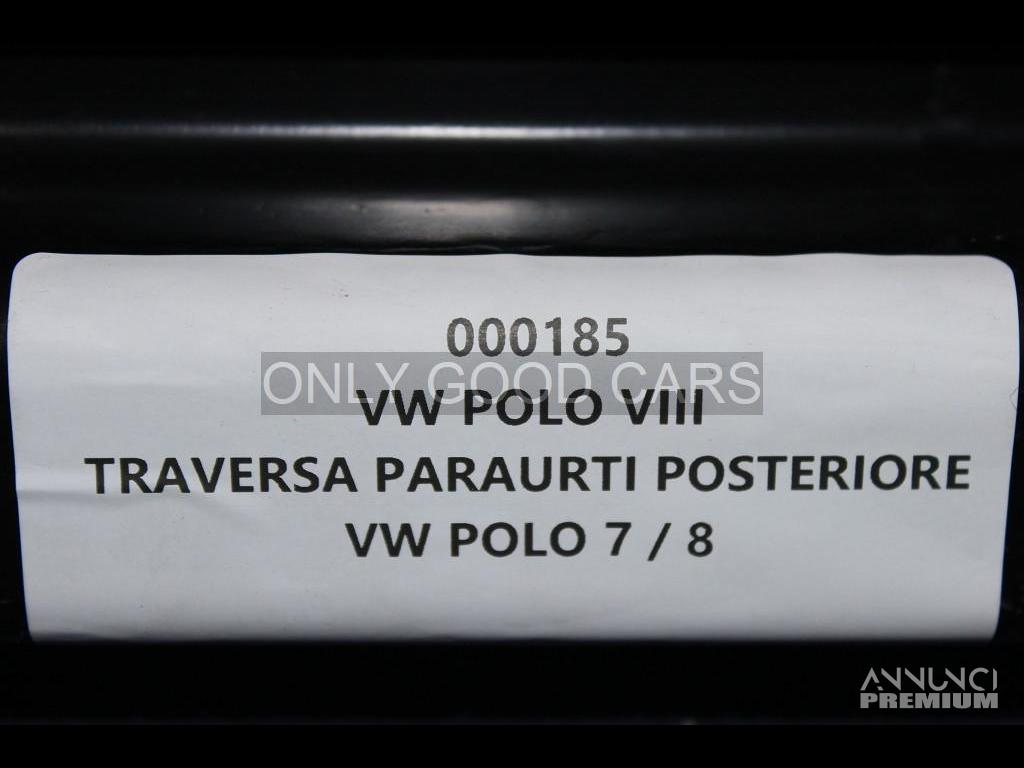 000185
ONLY GOOD CARS
VW POLO VIII
TRAVERSA PARAURTI POSTERIORE
VW POLO 7 / 8
ANNUNCI
PREMIUM